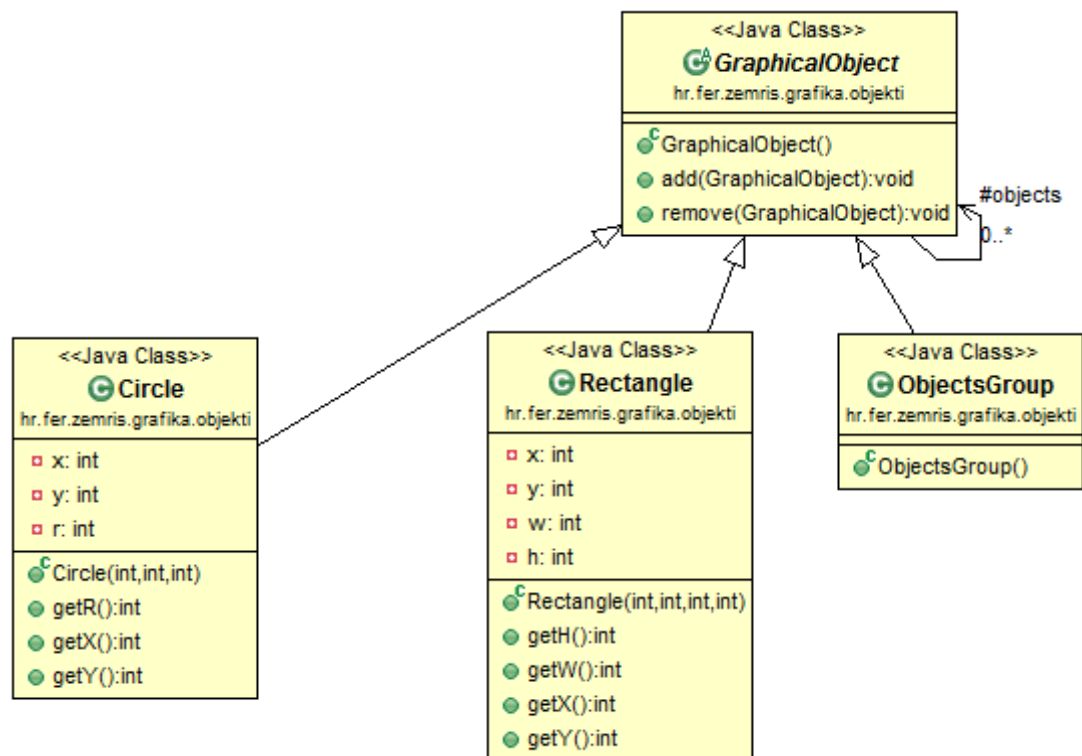 <<Java Class>>
GraphicalObject
hr.fer.zemris.grafika.objekti
GraphicalObject()
add(GraphicalObject):void
remove(GraphicalObject):void
#objects
0..*
<<Java Class>>
Circle
hr.fer.zemris.grafika.objekti
x: int
y: int
r: int
Circle(int,int,int)
getR():int
getX():int
getY():int
<<Java Class>>
Rectangle
hr.fer.zemris.grafika.objekti
x: int
y: int
w: int
h: int
Rectangle(int,int,int,int)
getH():int
getW():int
getX():int
getY():int
<<Java Class>>
ObjectsGroup
hr.fer.zemris.grafika.objekti
ObjectsGroup()